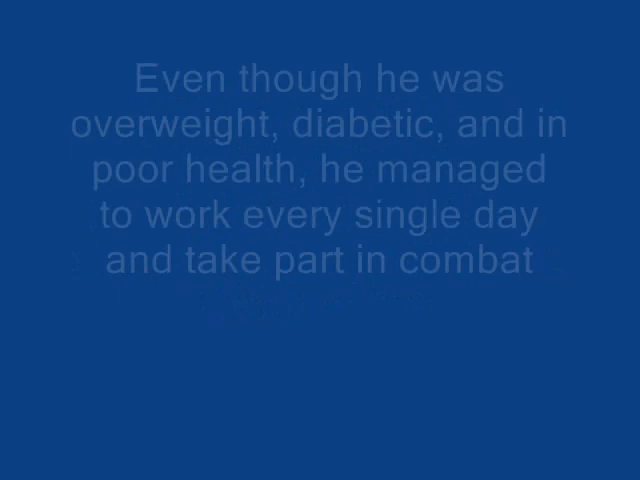 Even though he was
overweight, diabetic, and in
poor health, he managed
to work every single day
and take part in combat